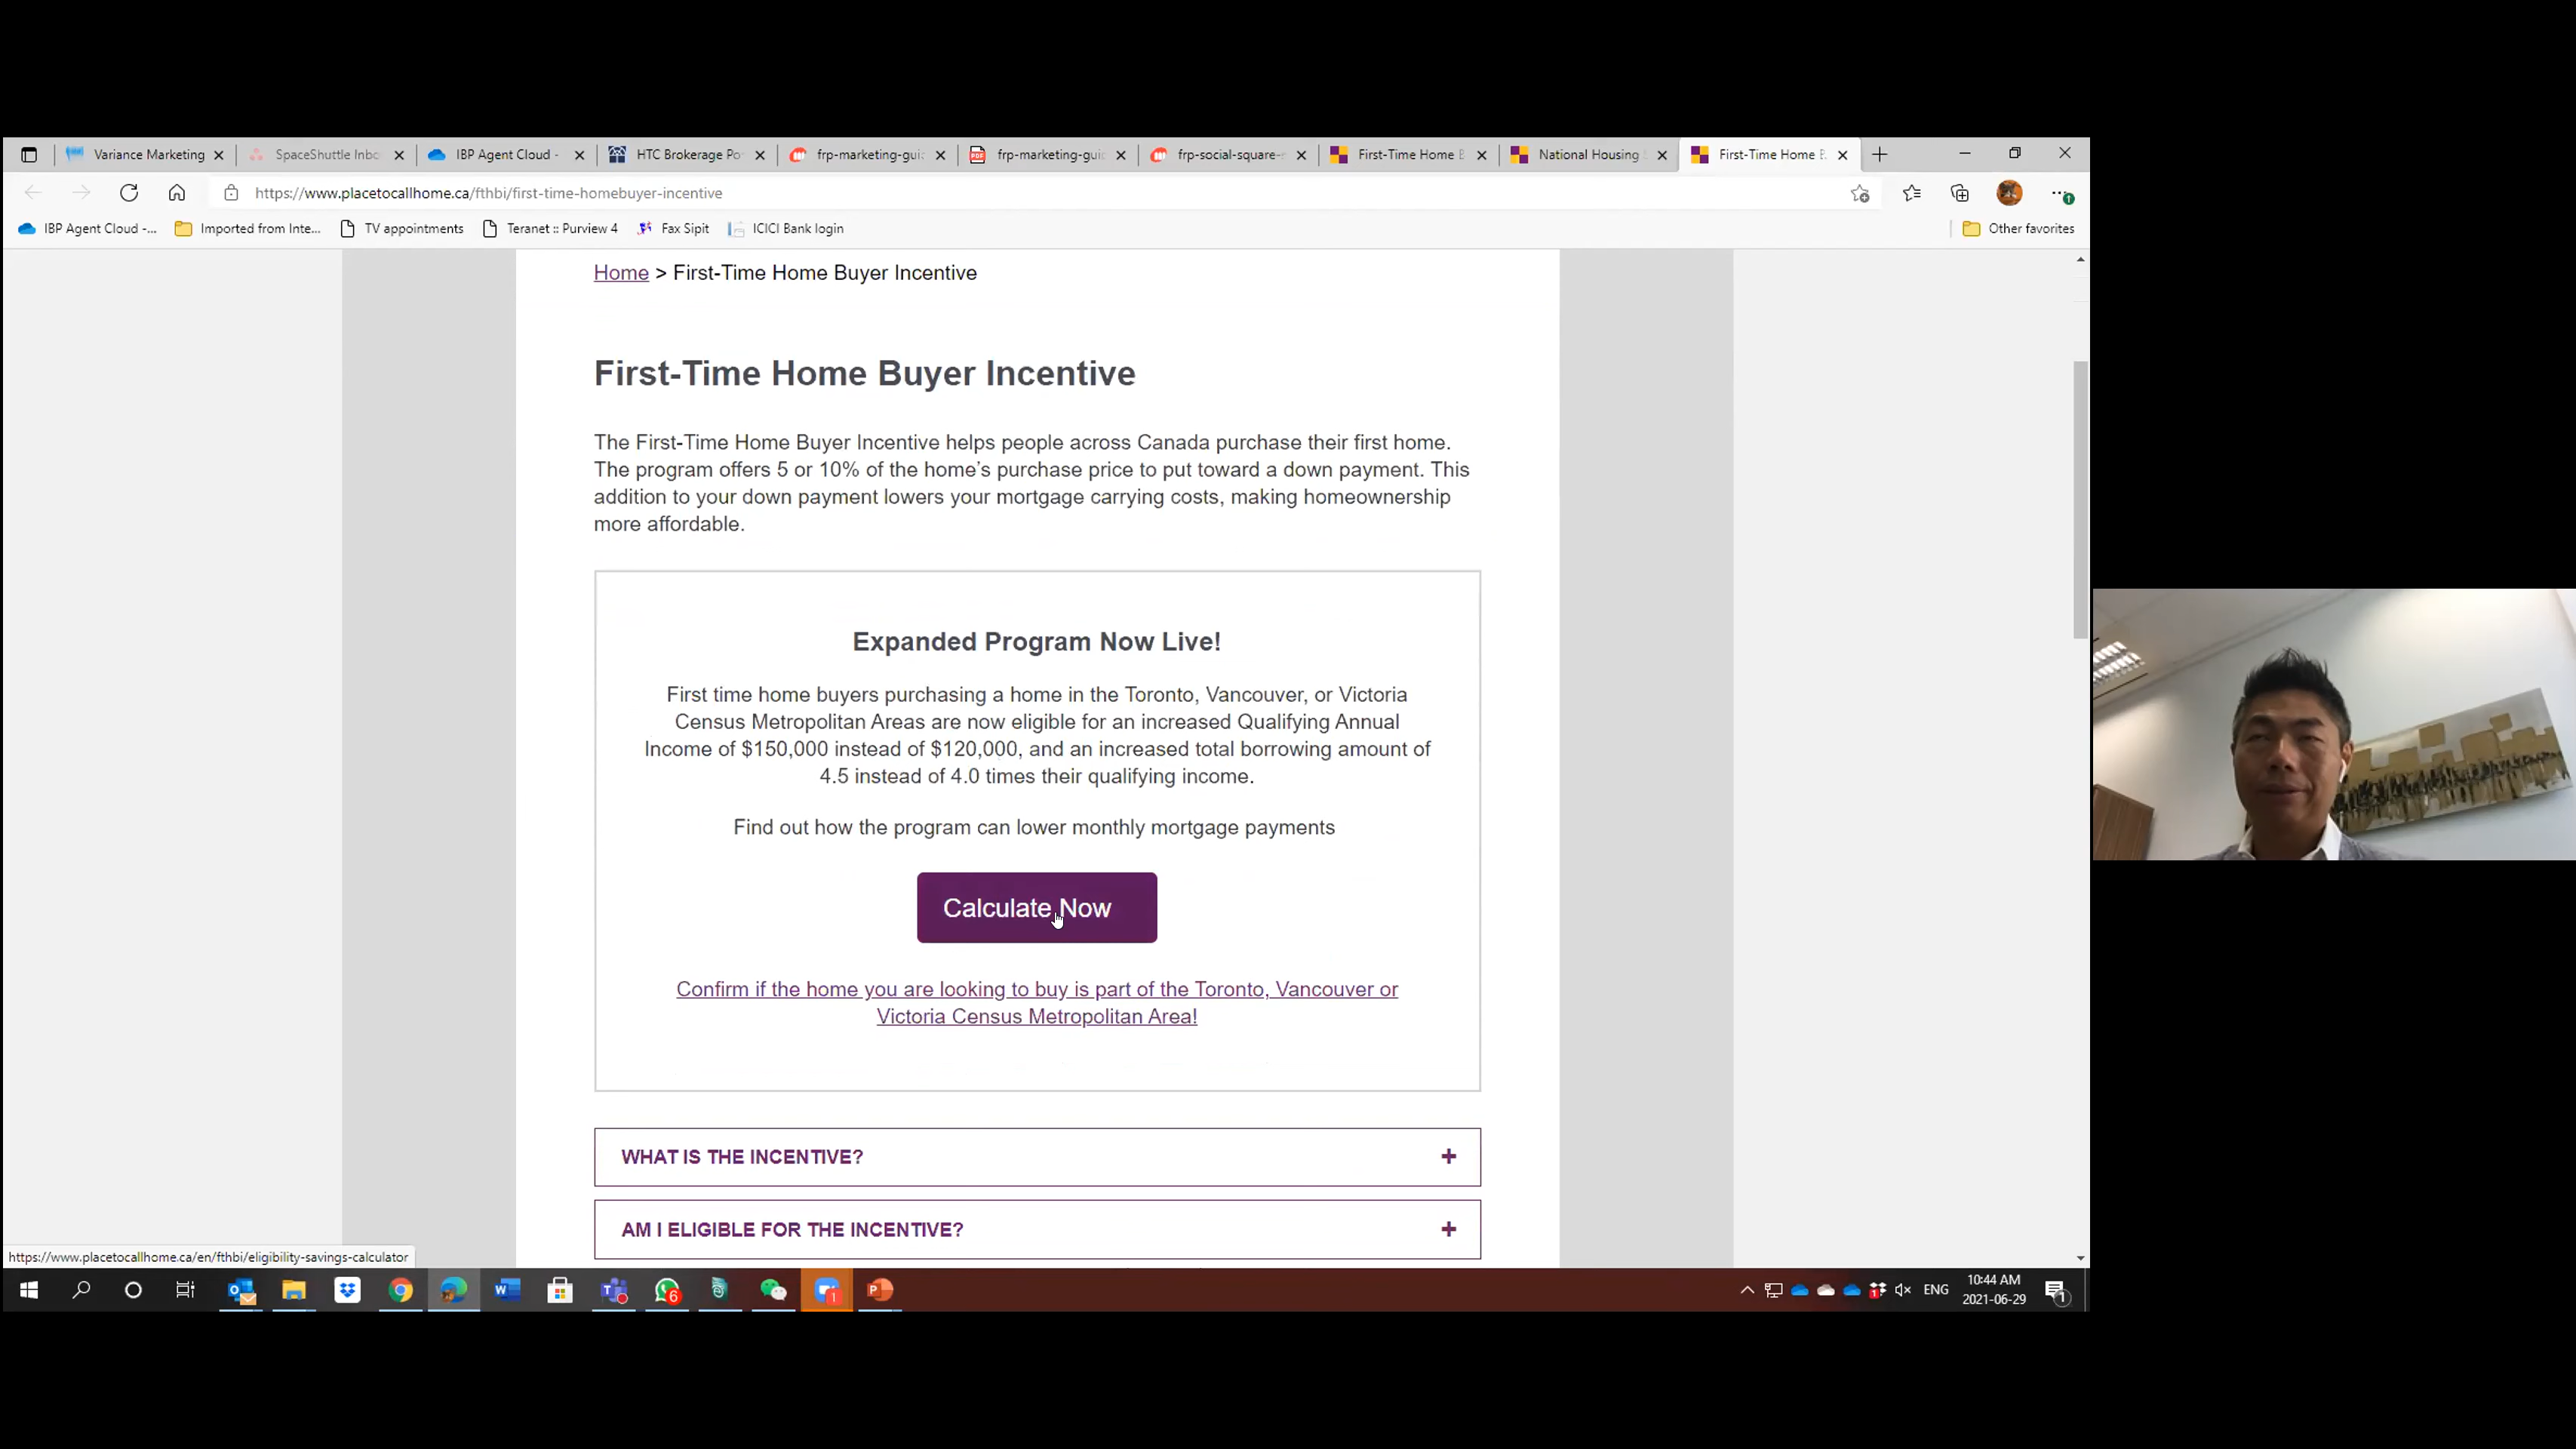 Variance Marketing
SpaceShuttle Inbo
IBP Agent Cloud -
HTC Brokerage Po
frp-marketing-gui
frp-marketing-gui
frp-social-square-
First-Time Home B
National Housing
First-Time Home B
https://www.placetocallhome.ca/fthbi/first-time-homebuyer-incentive
IBP Agent Cloud -...
Imported from Inte...
TV appointments
Teranet :: Purview 4
Fax Sipit
ICICI Bank login
Other favorites
Home > First-Time Home Buyer Incentive
First-Time Home Buyer Incentive
The First-Time Home Buyer Incentive helps people across Canada purchase their first home.
The program offers 5 or 10% of the home’s purchase price to put toward a down payment. This
addition to your down payment lowers your mortgage carrying costs, making homeownership
more affordable.
Expanded Program Now Live!
First time home buyers purchasing a home in the Toronto, Vancouver, or Victoria
Census Metropolitan Areas are now eligible for an increased Qualifying Annual
Income of $150,000 instead of $120,000, and an increased total borrowing amount of
4.5 instead of 4.0 times their qualifying income.
Find out how the program can lower monthly mortgage payments
Calculate Now
Confirm if the home you are looking to buy is part of the Toronto, Vancouver or
Victoria Census Metropolitan Area!
WHAT IS THE INCENTIVE?
AM I ELIGIBLE FOR THE INCENTIVE?
https://www.placetocallhome.ca/en/fthbi/eligibility-savings-calculator
6
1
1
ENG
10:44 AM
2021-06-29
1